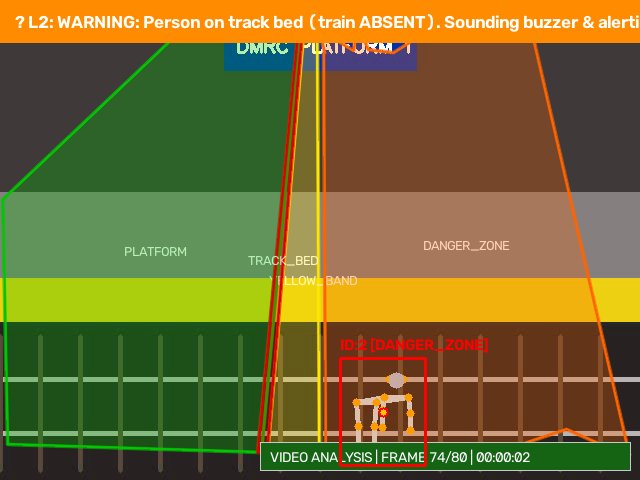 ? L2: WARNING: Person on track bed (train ABSENT). Sounding buzzer & alerti
DMRC PLATFORM 1
PLATFORM
DANGER_ZONE
TRACK_BED
YELLOW_BAND
ID:2 [DANGER_ZONE]
VIDEO ANALYSIS | FRAME 74/80 | 00:00:02